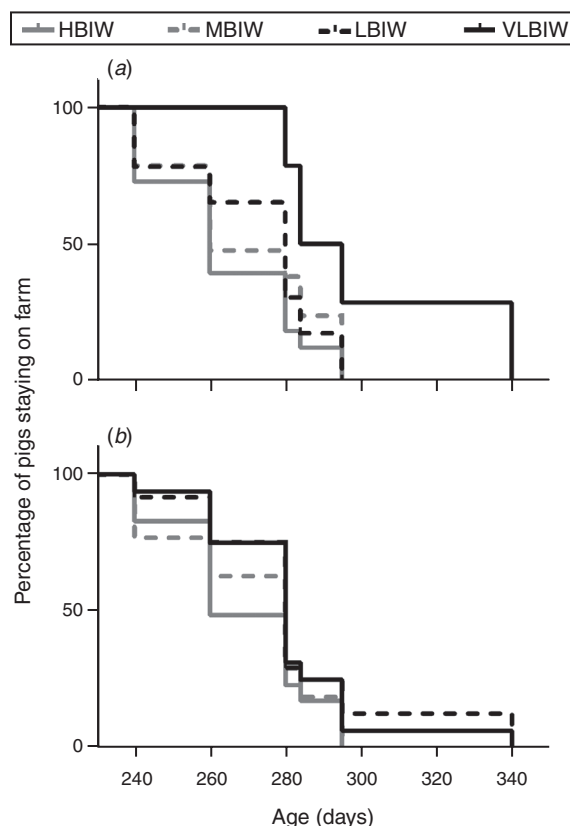 HBIW MBIW LBIW VLBIW
(a)
100
50
0
Percentage of pigs staying on farm
(b)
100
50
0
240 260 280 300 320 340
Age (days)